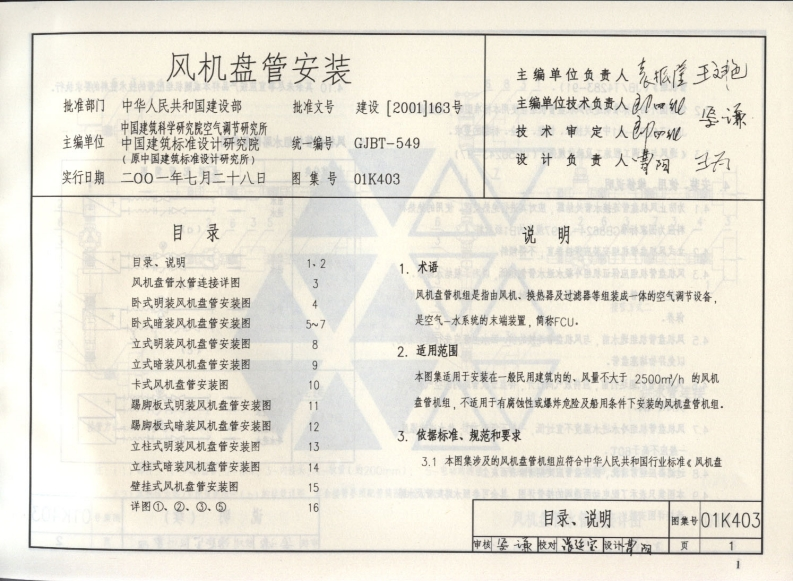 风机盘管安装
批准部门 中华人民共和国建设部 批准文号 建设[2001]163号
主编单位 中国建筑科学研究院空气调节研究所
中国建筑标准设计研究院 统一编号 GJBT-549
(原中国建筑标准设计研究所)
实行日期 二〇〇一年七月二十八日 图集号 01K403
主编单位负责人
主编单位技术负责人
技术审定人
设计负责人
目录
目录、说明 1、2
风机盘管水管连接详图 3
卧式明装风机盘管安装图 4
卧式暗装风机盘管安装图 5~7
立式明装风机盘管安装图 8
立式暗装风机盘管安装图 9
卡式风机盘管安装图 10
踢脚板式明装风机盘管安装图 11
踢脚板式暗装风机盘管安装图 12
立柱式明装风机盘管安装图 13
立柱式暗装风机盘管安装图 14
壁挂式风机盘管安装图 15
详图①、②、③、⑤ 16
说明
1. 术语
风机盘管机组是指由风机、换热器及过滤器等组装成一体的空气调节设备,
是空气-水系统的末端装置,简称FCU。
2. 适用范围
本图集适用于安装在一般民用建筑内的、风量不大于 2500m³/h 的风机
盘管机组,不适用于有腐蚀性或爆炸危险及船用条件下安装的风机盘管机组。
3. 依据标准、规范和要求
3.1 本图集涉及的风机盘管机组应符合中华人民共和国行业标准《风机盘
目录、说明 图集号 01K403
审核 校对 设计 页 1
1